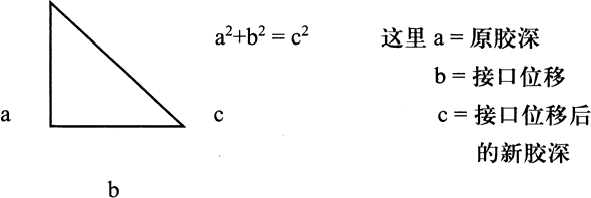 a²+b² = c² 这里 a = 原胶深
b = 接口位移
a c c = 接口位移后
的新胶深
b